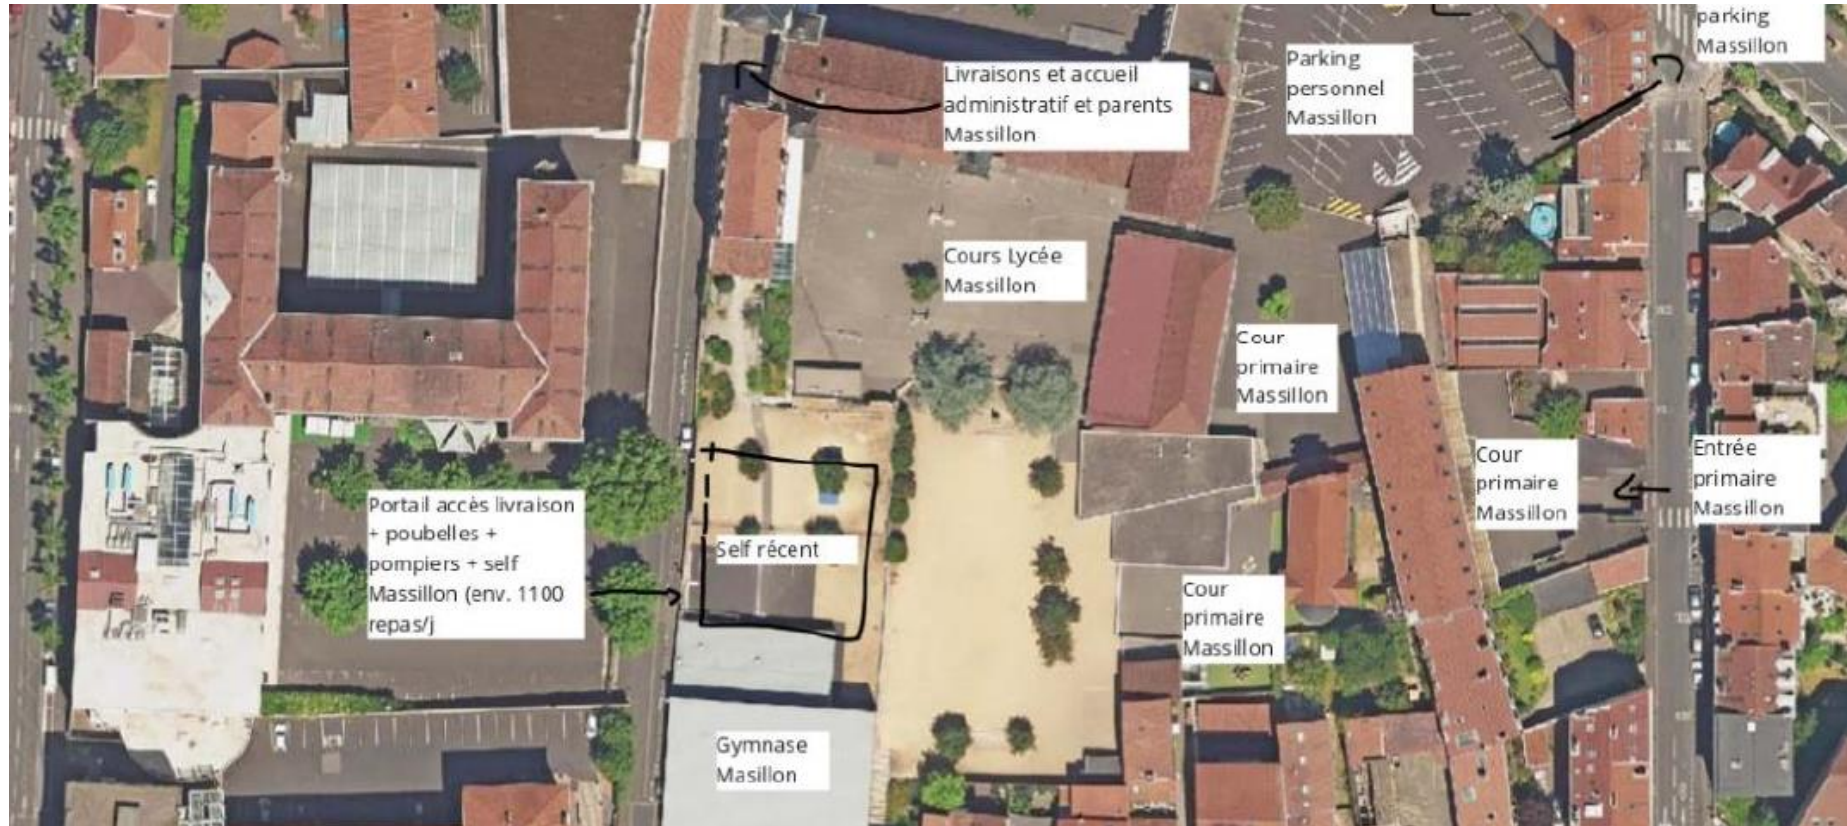 parking
Massillon
Livraisons et accueil
administratif et parents
Massillon
Parking
personnel
Massillon
Cours Lycée
Massillon
Cour
primaire
Massillon
Cour
primaire
Massillon
Entrée
primaire
Massillon
Portail accès livraison
+ poubelles +
pompiers + self
Massillon (env. 1100
repas/j
Self récent
Cour
primaire
Massillon
Gymnase
Masillon